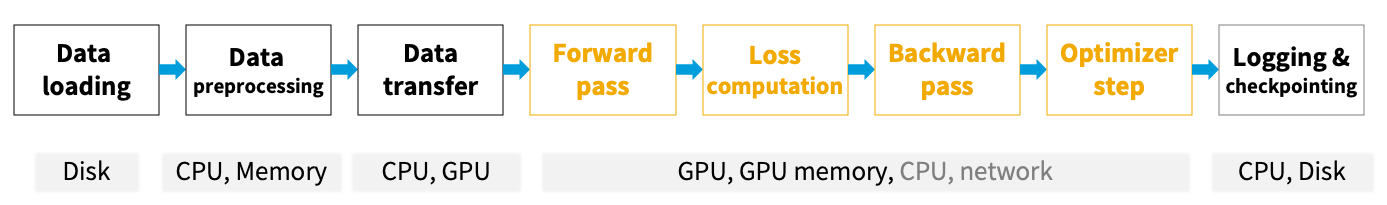 Data
loading
Data
preprocessing
Data
transfer
Forward
pass
Loss
computation
Backward
pass
Optimizer
step
Logging &
checkpointing
Disk
CPU, Memory
CPU, GPU
GPU, GPU memory, CPU, network
CPU, Disk